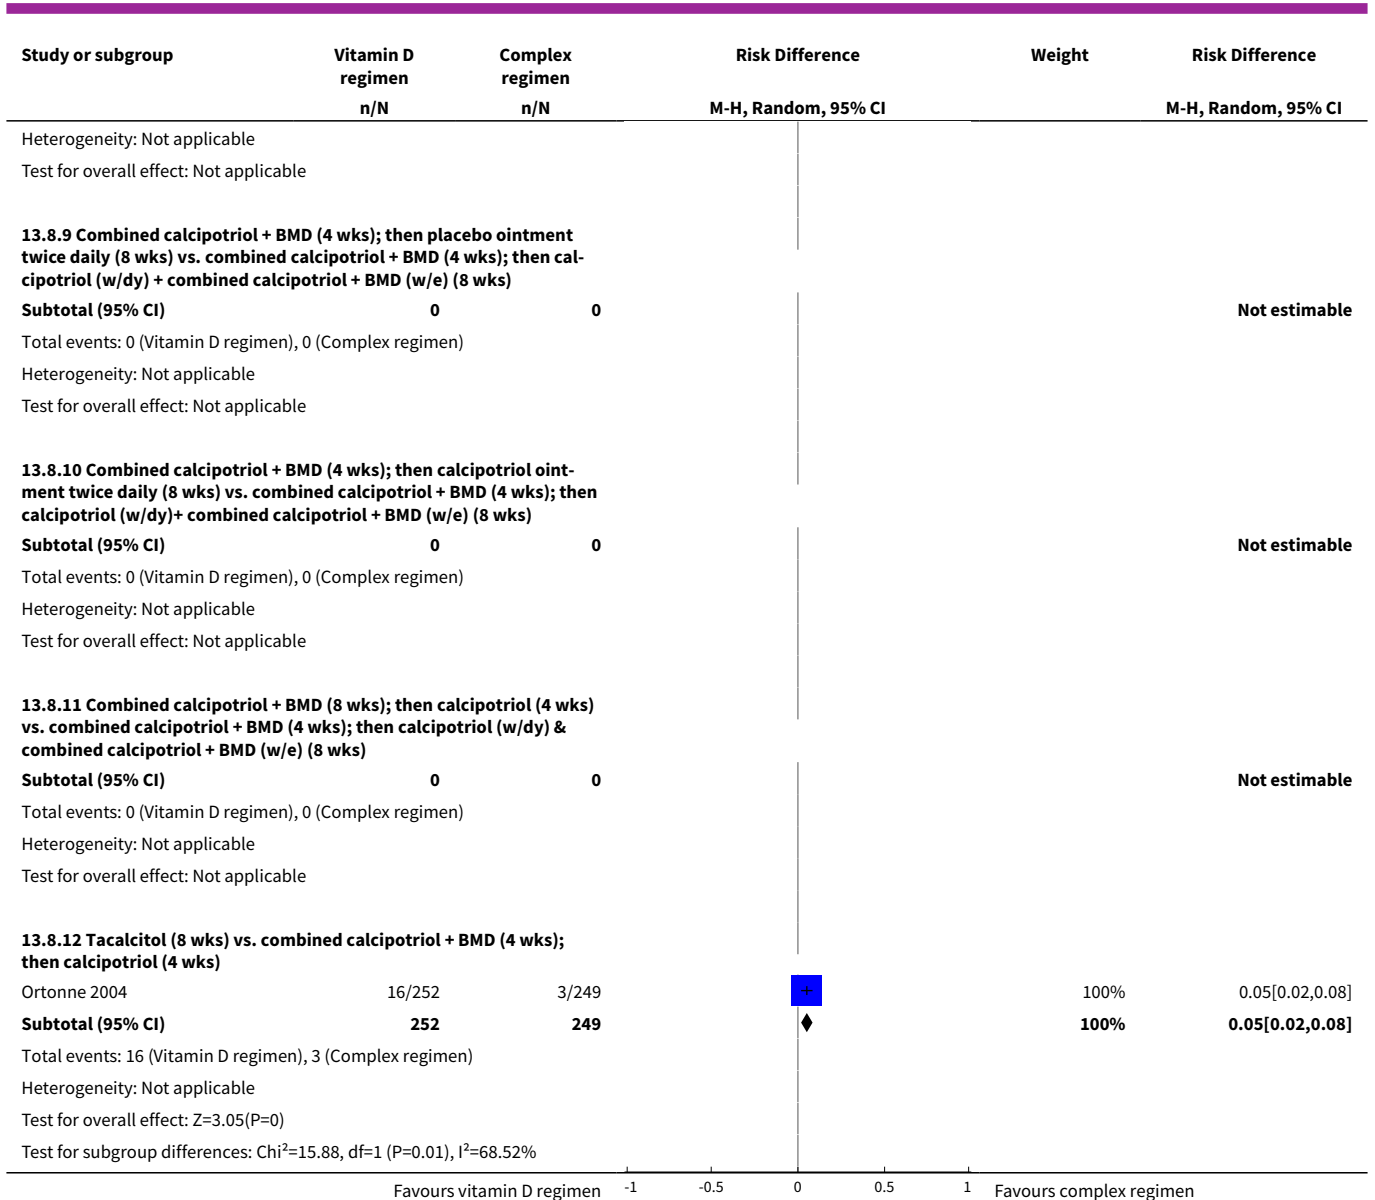 Study or subgroup Vitamin D regimen Complex regimen Risk Difference Weight Risk Difference
n/N n/N M-H, Random, 95% CI M-H, Random, 95% CI
Heterogeneity: Not applicable
Test for overall effect: Not applicable
13.8.9 Combined calcipotriol + BMD (4 wks); then placebo ointment
twice daily (8 wks) vs. combined calcipotriol + BMD (4 wks); then cal-
cipotriol (w/dy) + combined calcipotriol + BMD (w/e) (8 wks)
Subtotal (95% CI) 0 0 Not estimable
Total events: 0 (Vitamin D regimen), 0 (Complex regimen)
Heterogeneity: Not applicable
Test for overall effect: Not applicable
13.8.10 Combined calcipotriol + BMD (4 wks); then calcipotriol oint-
ment twice daily (8 wks) vs. combined calcipotriol + BMD (4 wks); then
calcipotriol (w/dy)+ combined calcipotriol + BMD (w/e) (8 wks)
Subtotal (95% CI) 0 0 Not estimable
Total events: 0 (Vitamin D regimen), 0 (Complex regimen)
Heterogeneity: Not applicable
Test for overall effect: Not applicable
13.8.11 Combined calcipotriol + BMD (8 wks); then calcipotriol (4 wks)
vs. combined calcipotriol + BMD (4 wks); then calcipotriol (w/dy) &
combined calcipotriol + BMD (w/e) (8 wks)
Subtotal (95% CI) 0 0 Not estimable
Total events: 0 (Vitamin D regimen), 0 (Complex regimen)
Heterogeneity: Not applicable
Test for overall effect: Not applicable
13.8.12 Tacalcitol (8 wks) vs. combined calcipotriol + BMD (4 wks);
then calcipotriol (4 wks)
Ortonne 2004 16/252 3/249 100% 0.05[0.02,0.08]
Subtotal (95% CI) 252 249 100% 0.05[0.02,0.08]
Total events: 16 (Vitamin D regimen), 3 (Complex regimen)
Heterogeneity: Not applicable
Test for overall effect: Z=3.05(P=0)
Test for subgroup differences: Chi²=15.88, df=1 (P=0.01), I²=68.52%
Favours vitamin D regimen -1 -0.5 0 0.5 1 Favours complex regimen